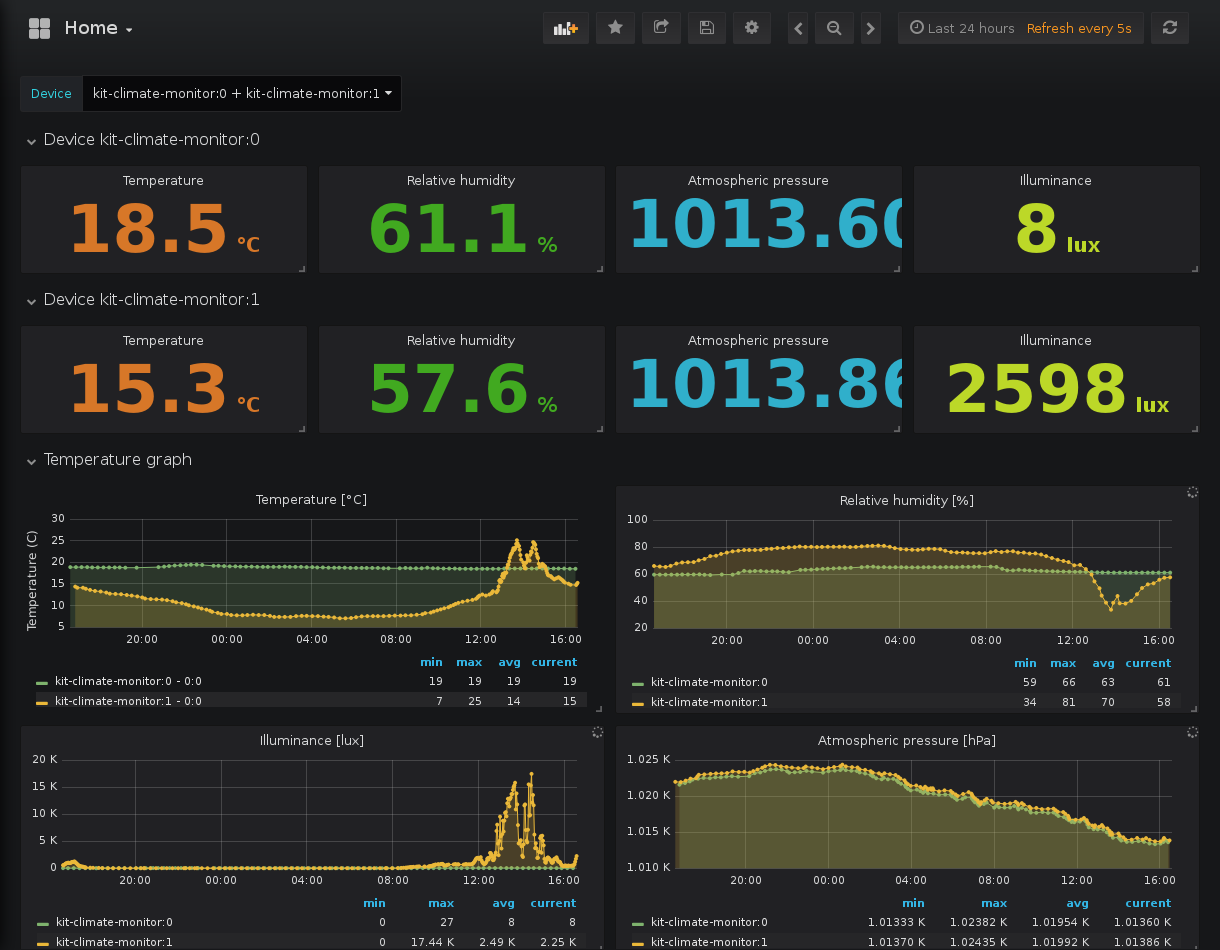 Home
Last 24 hours Refresh every 5s
Device kit-climate-monitor:0 + kit-climate-monitor:1
Device kit-climate-monitor:0
Temperature Relative humidity Atmospheric pressure Illuminance
18.5 °C 61.1 % 1013.60 8 lux
Device kit-climate-monitor:1
Temperature Relative humidity Atmospheric pressure Illuminance
15.3 °C 57.6 % 1013.86 2598 lux
Temperature graph
Temperature [°C]
Temperature (C)
30
25
20
15
10
5
20:00 00:00 04:00 08:00 12:00 16:00
min max avg current
kit-climate-monitor:0 - 0:0 19 19 19 19
kit-climate-monitor:1 - 0:0 7 25 14 15
Relative humidity [%]
100
80
60
40
20
20:00 00:00 04:00 08:00 12:00 16:00
min max avg current
kit-climate-monitor:0 59 66 63 61
kit-climate-monitor:1 34 81 70 58
Illuminance [lux]
20 K
15 K
10 K
5 K
0
20:00 00:00 04:00 08:00 12:00 16:00
min max avg current
kit-climate-monitor:0 0 27 8 8
kit-climate-monitor:1 0 17.44 K 2.49 K 2.25 K
Atmospheric pressure [hPa]
1.025 K
1.020 K
1.015 K
1.010 K
20:00 00:00 04:00 08:00 12:00 16:00
min max avg current
kit-climate-monitor:0 1.01333 K 1.02382 K 1.01954 K 1.01360 K
kit-climate-monitor:1 1.01370 K 1.02435 K 1.01992 K 1.01386 K